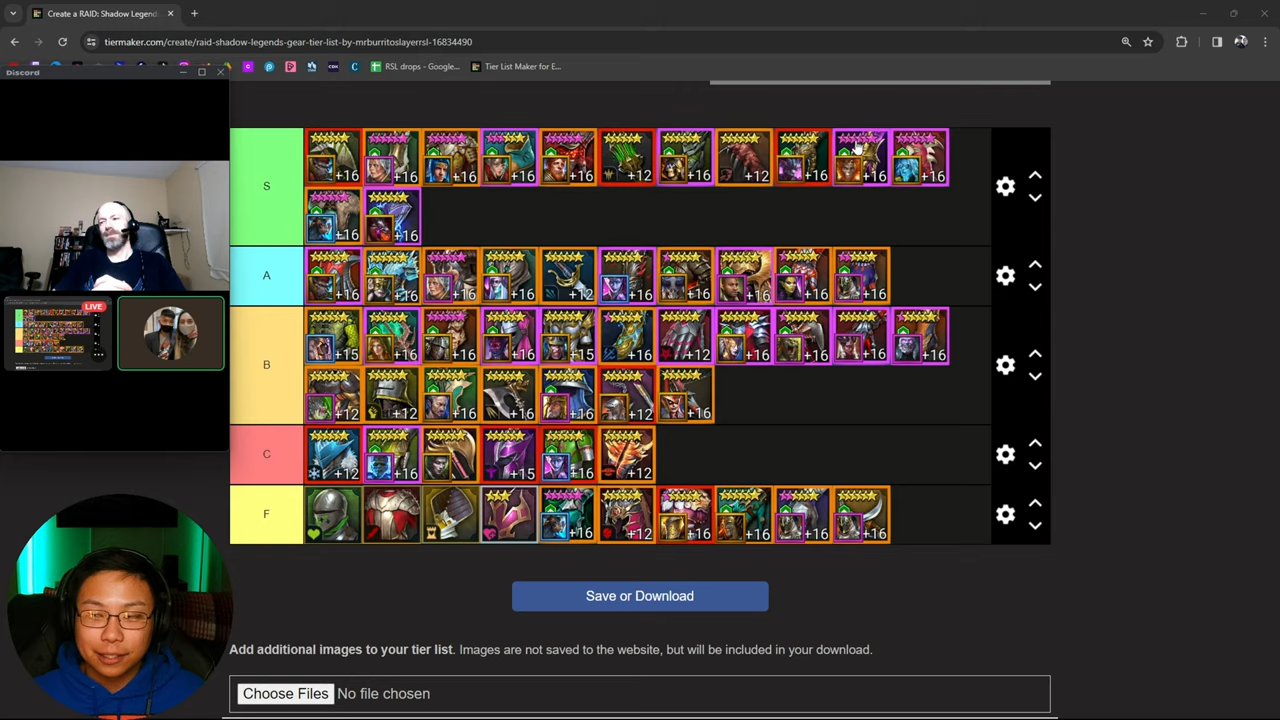 Create a RAID: Shadow Legend
tiermaker.com/create/raid-shadow-legends-gear-tier-list-by-mrburritoslayerrsl-16834490
RSL drops - Google...
Tier List Maker for E...
Discord
LIVE
S
+16 +16 +16 +16 +16 +12 +16 +12 +16 +16 +16
+16 +16
A
+16 +16 +16 +16 +12 +16 +16 +16 +16 +16
B
+15 +16 +16 +16 +15 +16 +12 +16 +16 +16 +16
+12 +12 +16 +16 +16 +12 +16
C
+12 +16 +15 +16 +12
F
+16 +12 +16 +16 +16 +16
Save or Download
Add additional images to your tier list. Images are not saved to the website, but will be included in your download.
Choose Files No file chosen